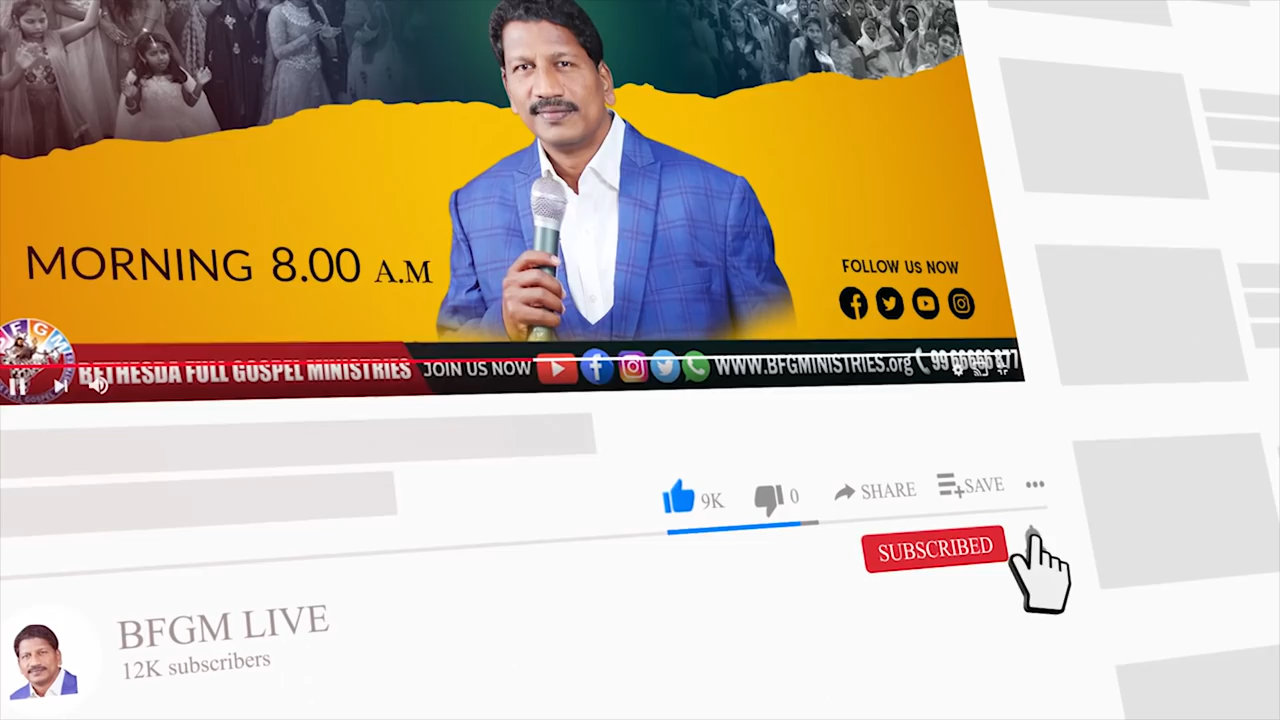 MORNING 8.00 A.M
FOLLOW US NOW
BFGM
BETHESDA FULL GOSPEL MINISTRIES
JOIN US NOW
WWW.BFGMINISTRIES.org
9K
0
SHARE
SAVE
SUBSCRIBED
BFGM LIVE
12K subscribers